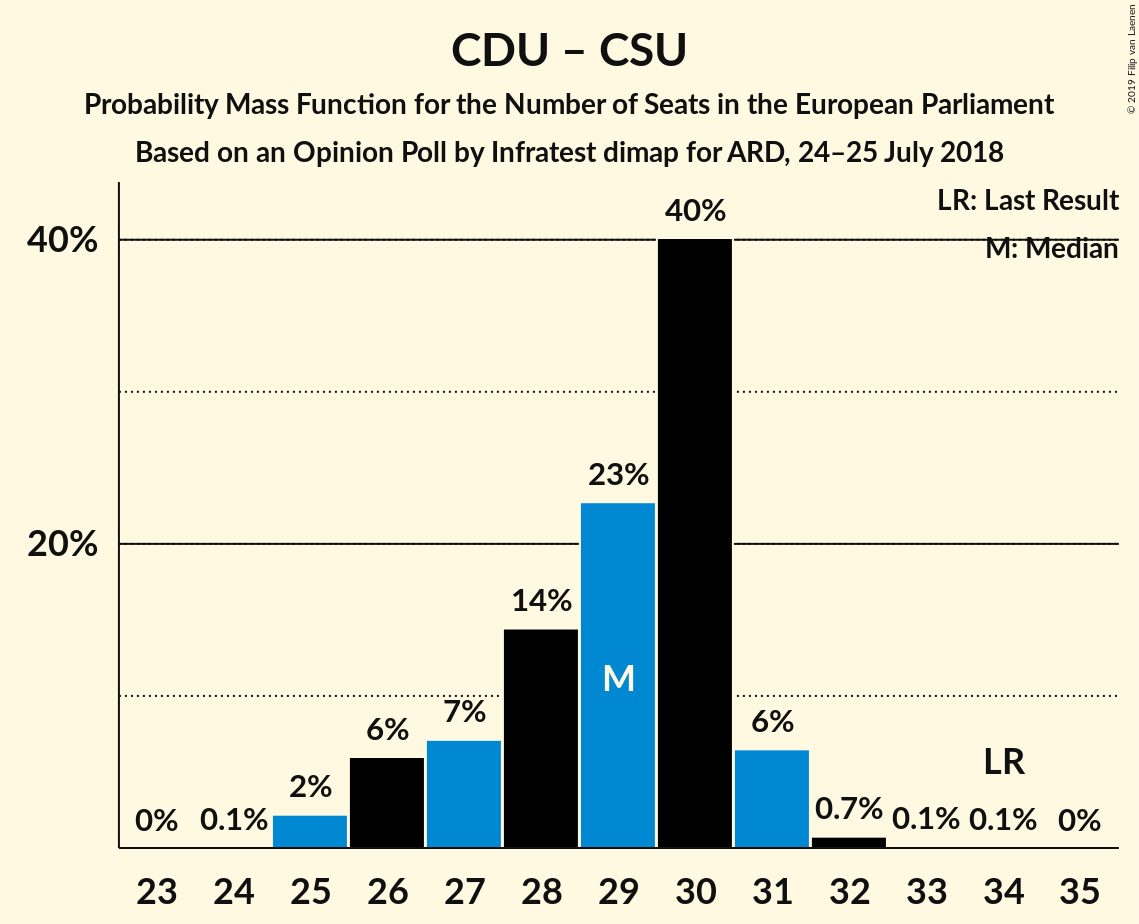 CDU – CSU
Probability Mass Function for the Number of Seats in the European Parliament
Based on an Opinion Poll by Infratest dimap for ARD, 24–25 July 2018
© 2019 Filip van Laenen
LR: Last Result
M: Median
40%
20%
0%
0.1%
2%
6%
7%
14%
23%
40%
6%
0.7%
0.1%
0.1%
0%
M
LR
23 24 25 26 27 28 29 30 31 32 33 34 35